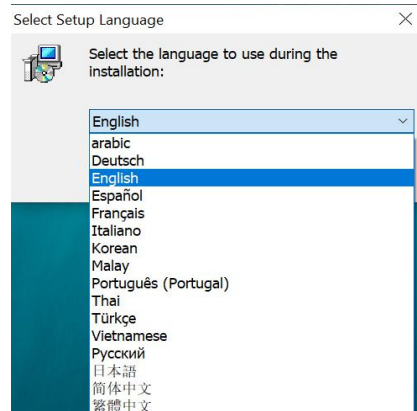 Select Setup Language
Select the language to use during the
installation:
English
arabic
Deutsch
English
Español
Français
Italiano
Korean
Malay
Português (Portugal)
Thai
Türkçe
Vietnamese
Русский
日本語
简体中文
繁體中文